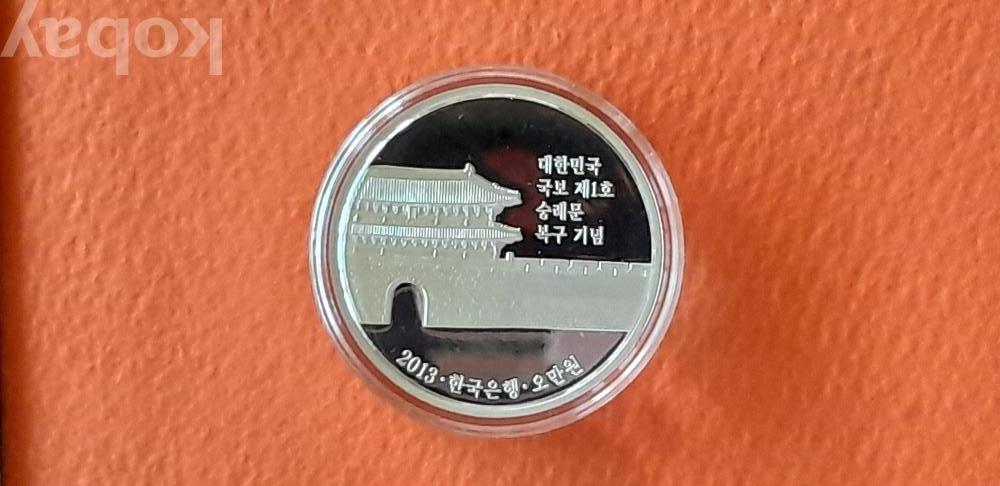 kobay
대한민국
국보 제1호
숭례문
복구 기념
2013·한국은행·오만원